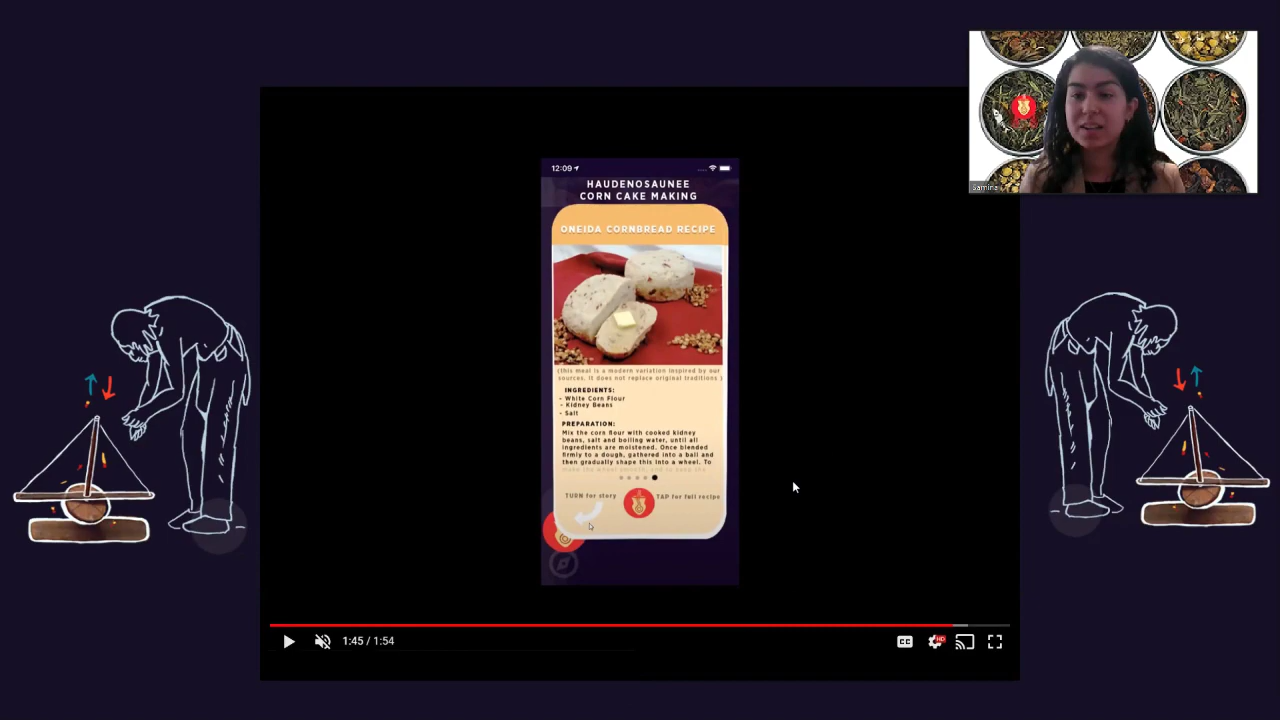 Samina
12:09
HAUDENOSAUNEE
CORN CAKE MAKING
ONEIDA CORNBREAD RECIPE
(this meal is a modern variation inspired by our
sources. It does not replace original traditions )
INGREDIENTS:
- White Corn Flour
- Kidney Beans
- Salt
PREPARATION:
Mix the corn flour with cooked kidney
beans, salt and boiling water, until all
ingredients are moistened. Once blended
firmly to a dough, gathered into a ball and
then gradually shape this into a wheel. To
TURN for story
TAP for full recipe
1:45 / 1:54
CC
HD